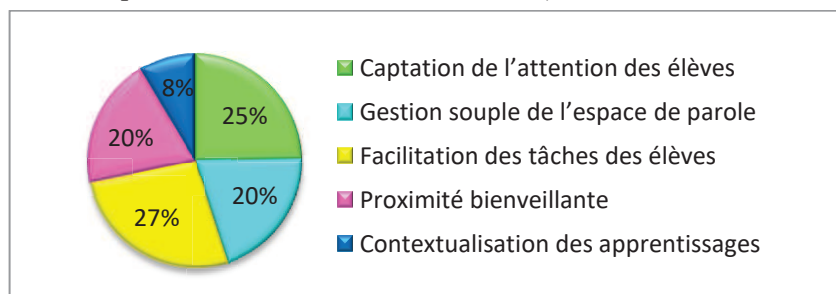 8%
25%
20%
20%
27%
Captation de l’attention des élèves
Gestion souple de l’espace de parole
Facilitation des tâches des élèves
Proximité bienveillante
Contextualisation des apprentissages